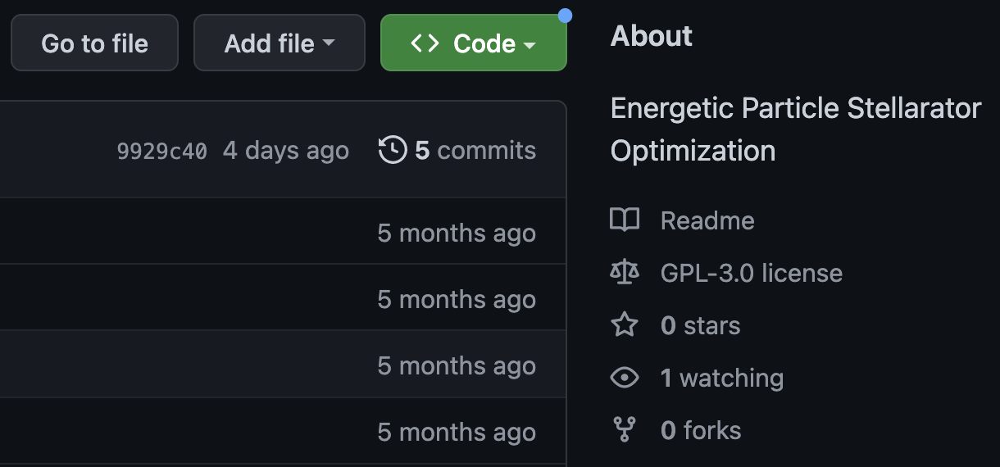 Go to file
Add file
Code
9929c40 4 days ago 5 commits
5 months ago
5 months ago
5 months ago
5 months ago
About
Energetic Particle Stellarator
Optimization
Readme
GPL-3.0 license
0 stars
1 watching
0 forks